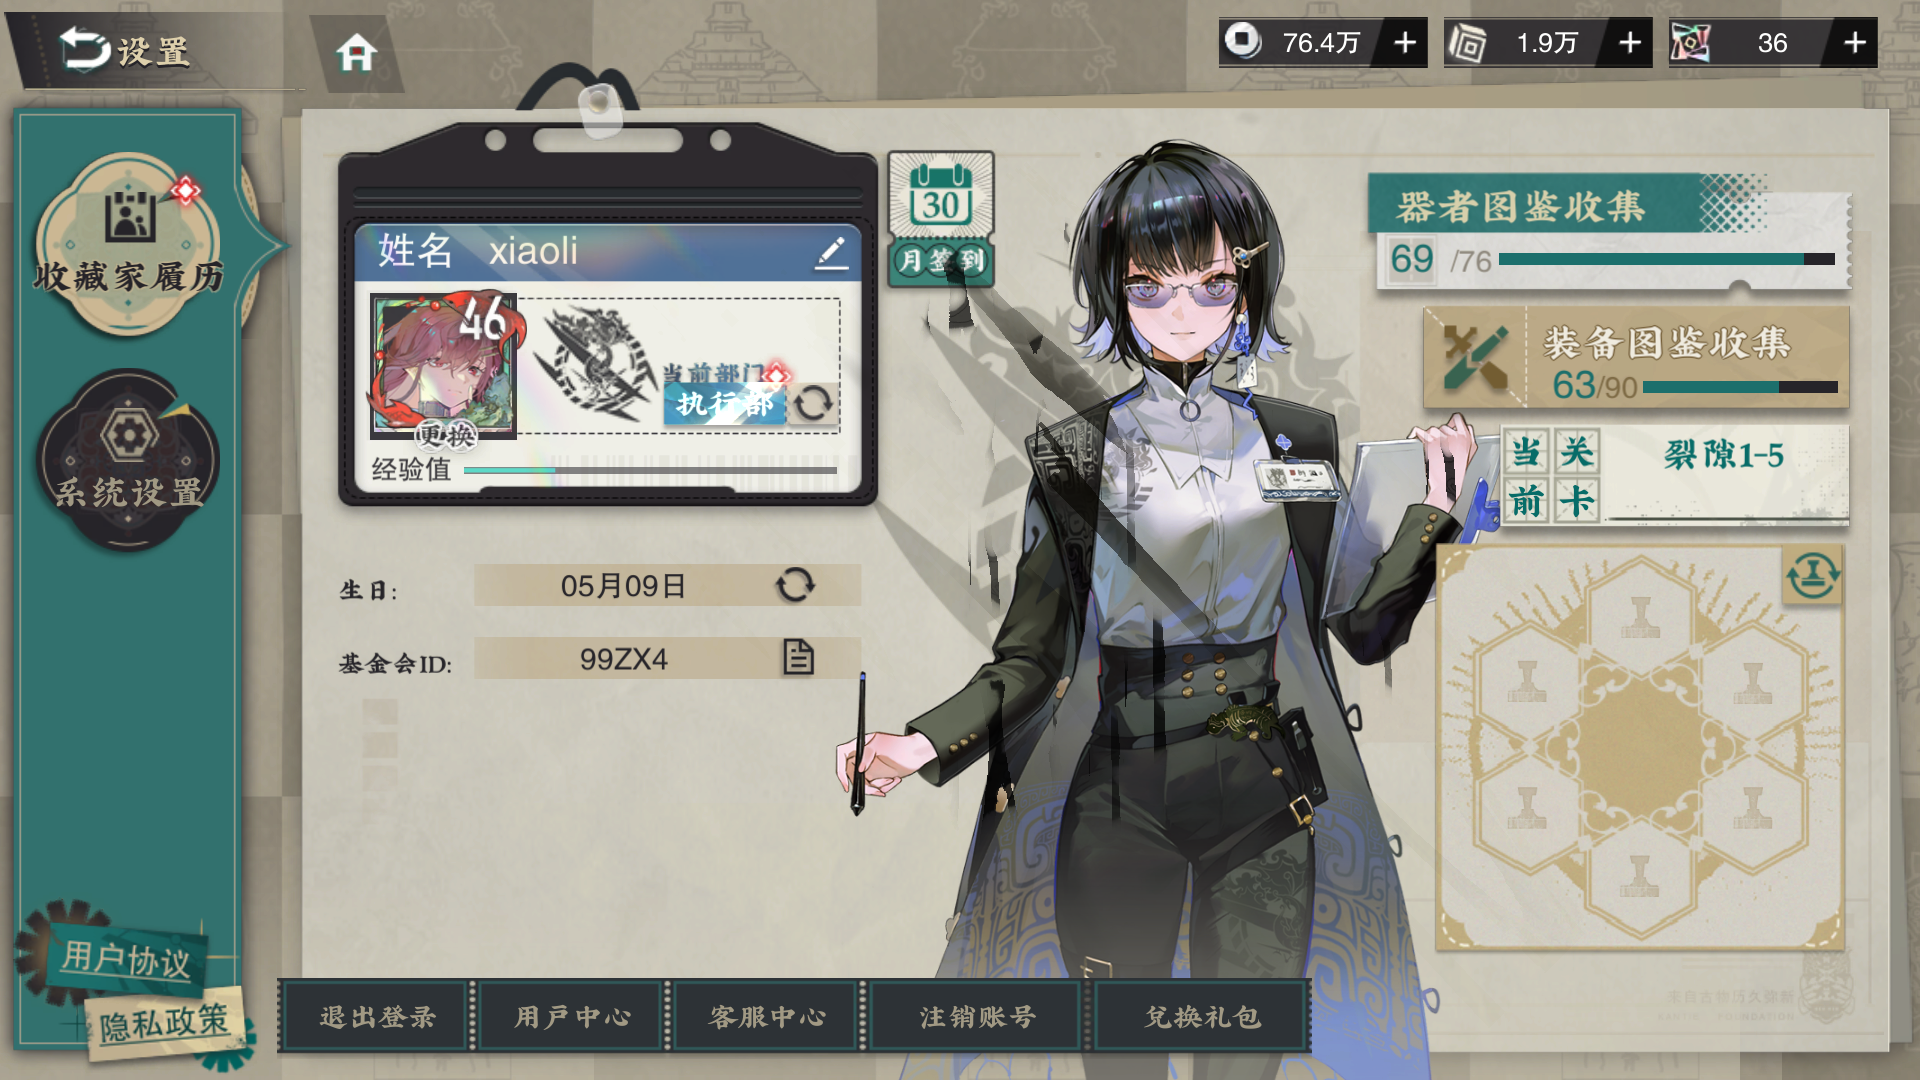 设置
76.4万
1.9万
36
收藏家履历
系统设置
用户协议
隐私政策
姓名 xiaoli
46
更换
当前部门
执行部
经验值
30
月签到
生日: 05月09日
基金会ID: 99ZX4
器者图鉴收集
69 /76
装备图鉴收集
63/90
当前关卡 裂隙1-5
退出登录
用户中心
客服中心
注销账号
兑换礼包